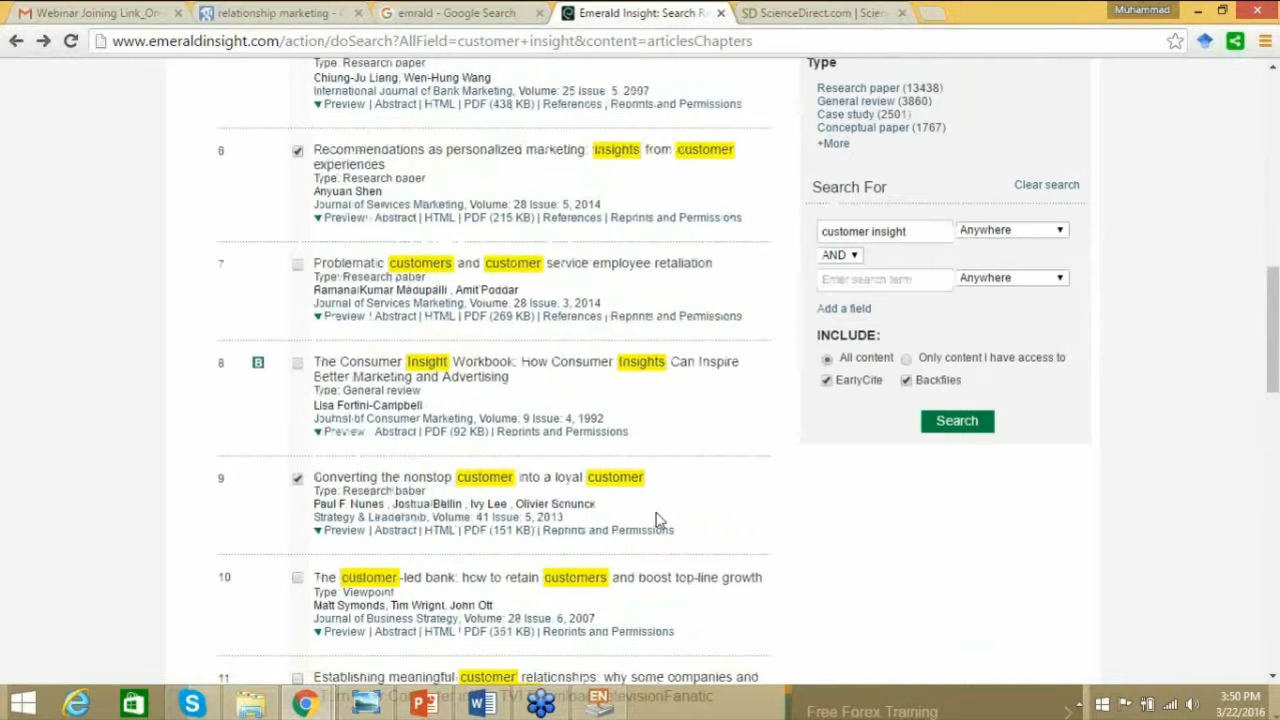 Webinar Joining Link_On
relationship marketing - 
emrald - Google Search
Emerald Insight: Search R
SD ScienceDirect.com | Scien
Muhammad
www.emeraldinsight.com/action/doSearch?AllField=customer+insight&content=articlesChapters
Type: Research paper
Chiung-Ju Liang, Wen-Hung Wang
International Journal of Bank Marketing, Volume: 25 Issue: 5, 2007
▼Preview | Abstract | HTML | PDF (438 KB) | References | Reprints and Permissions
6
Recommendations as personalized marketing: insights from customer
experiences
Type: Research paper
Anyuan Shen
Journal of Services Marketing, Volume: 28 Issue: 5, 2014
▼Preview | Abstract | HTML | PDF (215 KB) | References | Reprints and Permissions
7
Problematic customers and customer service employee retaliation
Type: Research paper
Ramana Kumar Madupalli , Amit Poddar
Journal of Services Marketing, Volume: 28 Issue: 3, 2014
▼Preview | Abstract | HTML | PDF (269 KB) | References | Reprints and Permissions
8
B
The Consumer Insight Workbook: How Consumer Insights Can Inspire
Better Marketing and Advertising
Type: General review
Lisa Fortini-Campbell
Journal of Consumer Marketing, Volume: 9 Issue: 4, 1992
▼Preview Abstract | PDF (92 KB) | Reprints and Permissions
9
Converting the nonstop customer into a loyal customer
Type: Research paper
Paul F. Nunes , Joshua Bellin , Ivy Lee , Olivier Schunck
Strategy & Leadership, Volume: 41 Issue: 5, 2013
▼Preview | Abstract | HTML | PDF (151 KB) | Reprints and Permissions
10
The customer-led bank: how to retain customers and boost top-line growth
Type: Viewpoint
Matt Symonds, Tim Wright, John Ott
Journal of Business Strategy, Volume: 28 Issue: 6, 2007
▼Preview | Abstract | HTML | PDF (351 KB) | Reprints and Permissions
11
Establishing meaningful customer relationships: why some companies and
Type
Research paper (13438)
General review (3860)
Case study (2501)
Conceptual paper (1767)
+More
Search For
Clear search
customer insight
Anywhere
AND
Enter search term
Anywhere
Add a field
INCLUDE:
All content
Only content I have access to
EarlyCite
Backfiles
Search
Free Forex Training
EN
3:50 PM
3/22/2016